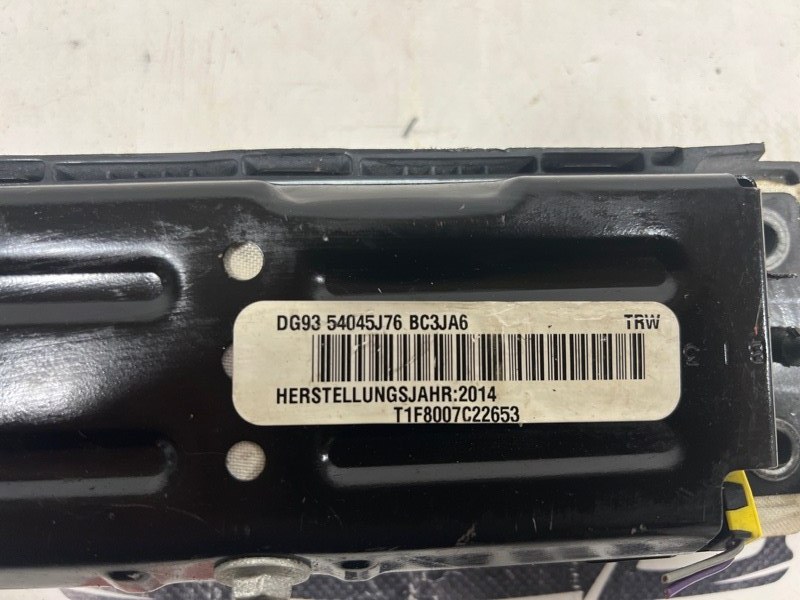 DG93 54045J76 BC3JA6 TRW
HERSTELLUNGSJAHR:2014
T1F8007C22653